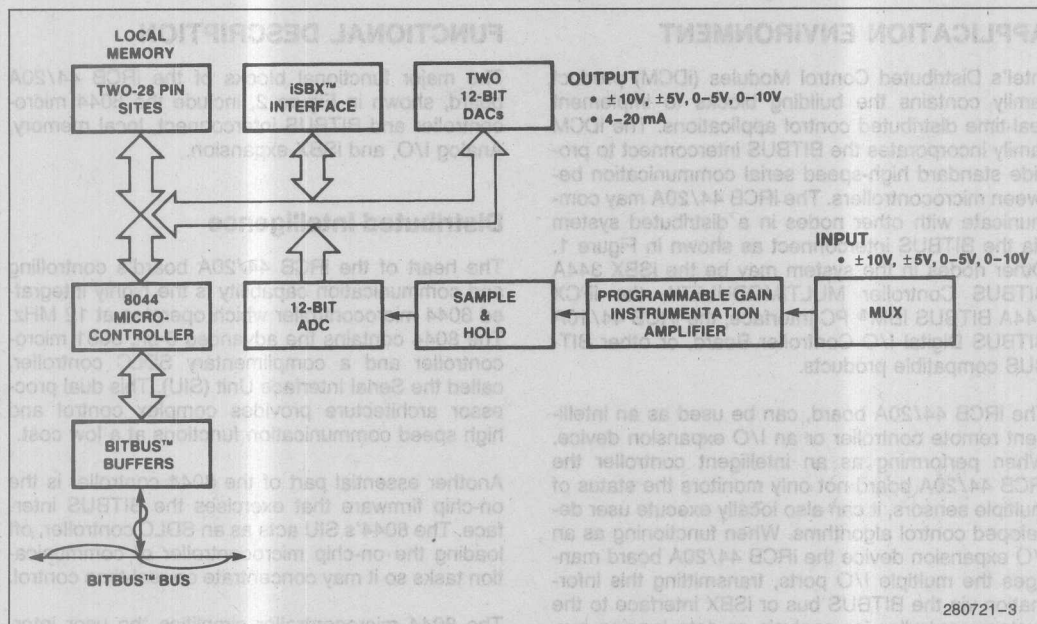 LOCAL
MEMORY
TWO-28 PIN
SITES
iSBX™
INTERFACE
TWO
12-BIT
DACs
OUTPUT
• ±10V, ±5V, 0–5V, 0–10V
• 4–20 mA
INPUT
• ±10V, ±5V, 0–5V, 0–10V
8044
MICRO
CONTROLLER
12-BIT
ADC
SAMPLE
&
HOLD
PROGRAMMABLE GAIN
INSTRUMENTATION
AMPLIFIER
MUX
BITBUS™
BUFFERS
BITBUS™ BUS
280721–3